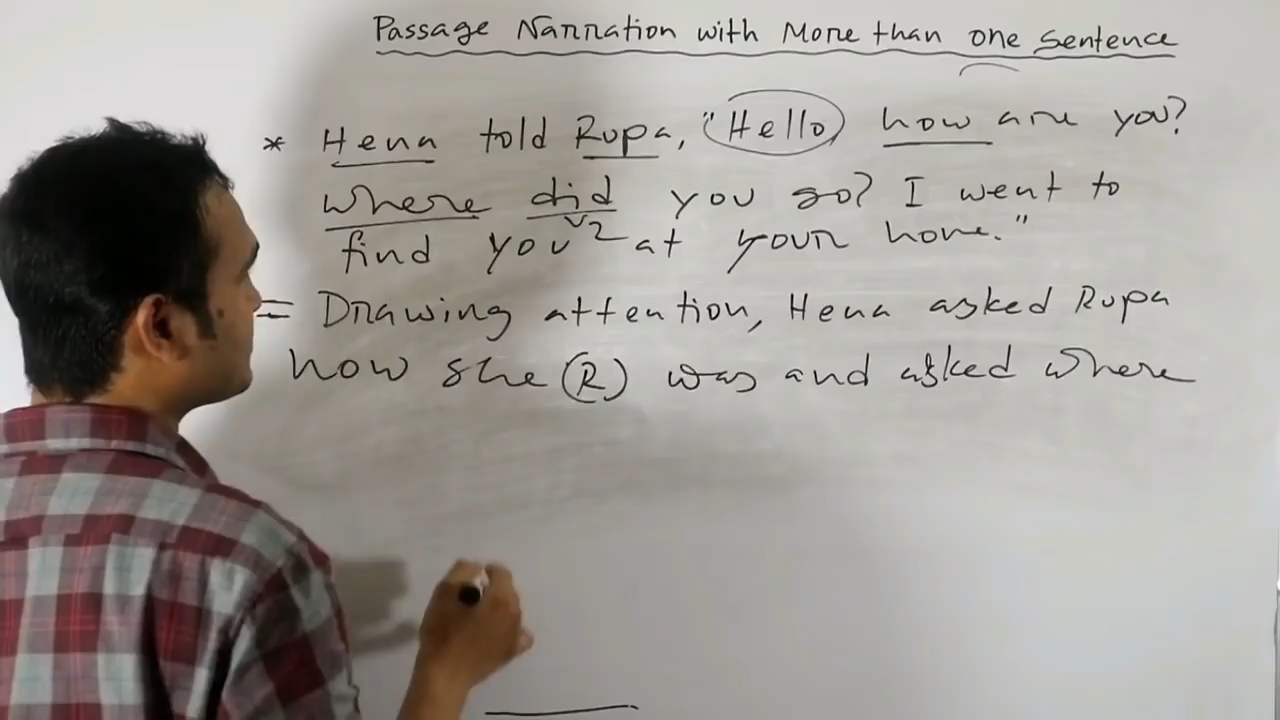 Passage Narration with More than one sentence
* Hena told Rupa, "Hello how are you?
where did you go? I went to
V2
find you at your home."
= Drawing attention, Hena asked Rupa
how she (R) was and asked where